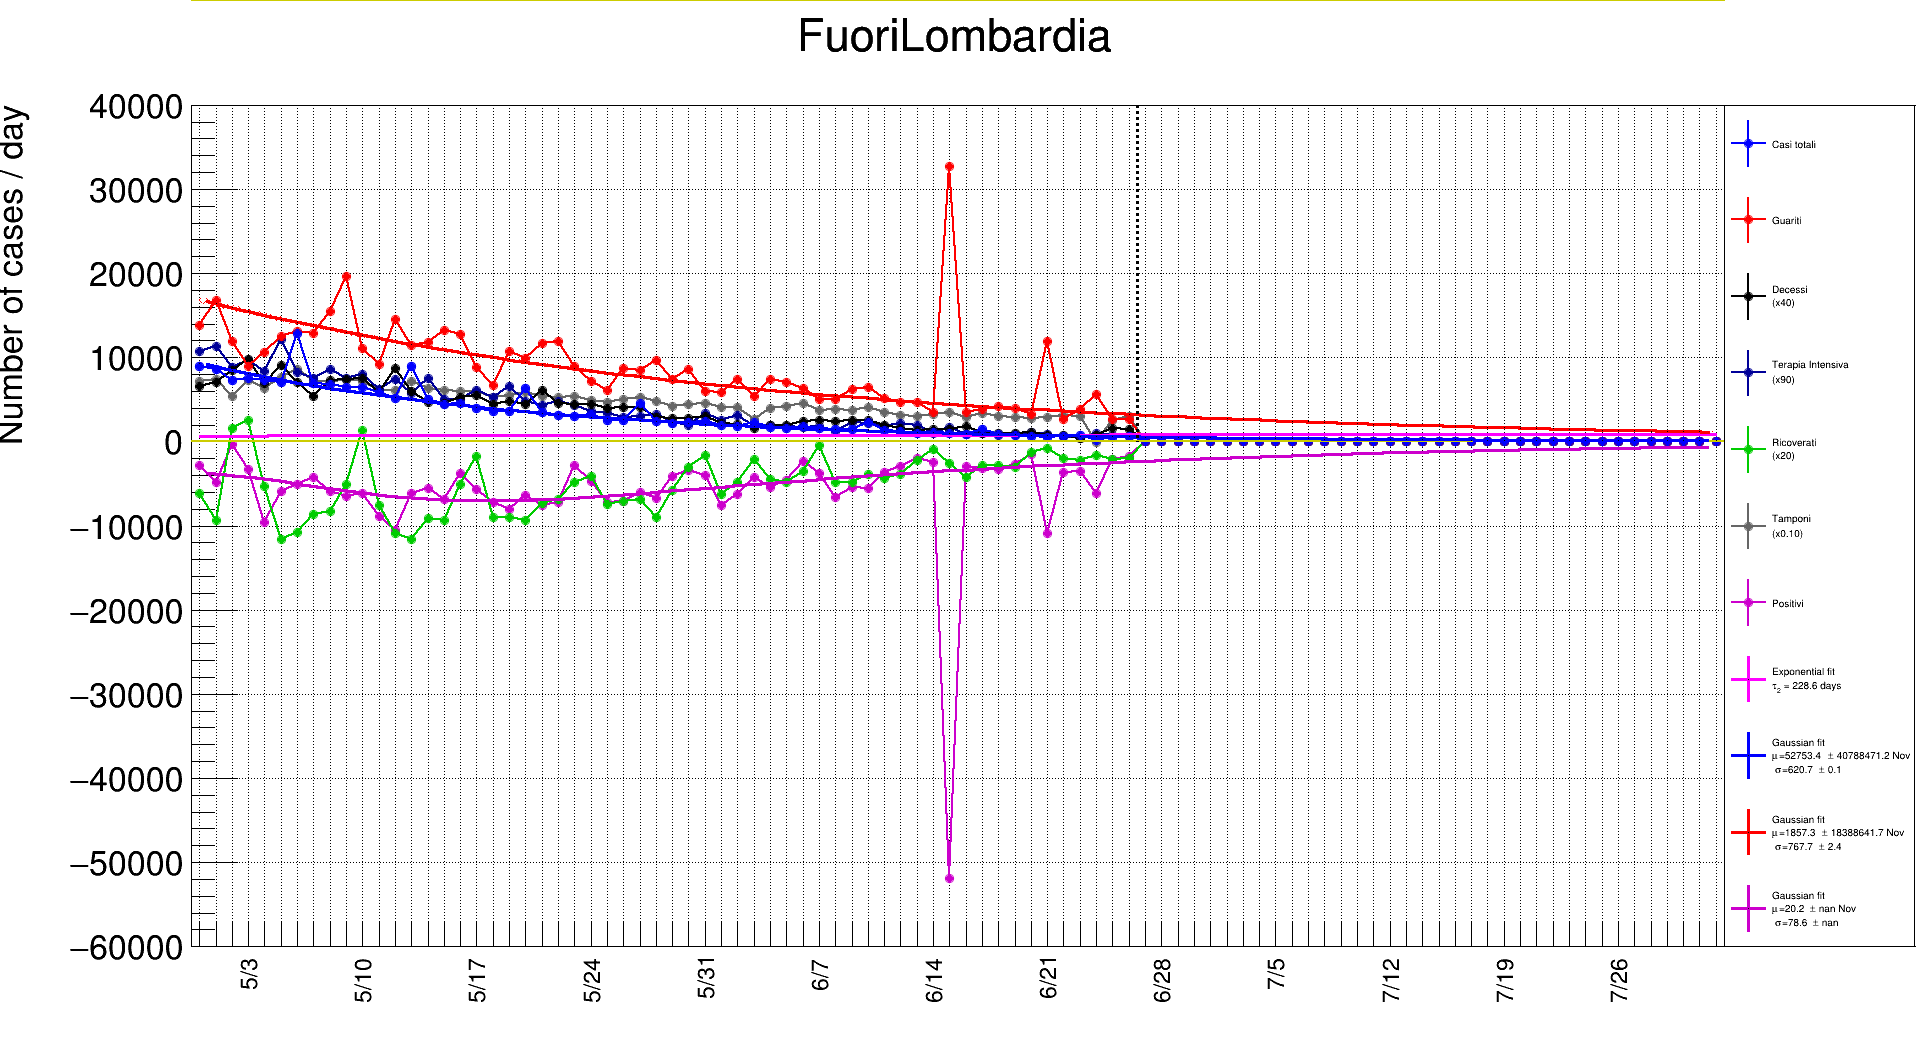 FuoriLombardia
Number of cases / day
40000
30000
20000
10000
0
−10000
−20000
−30000
−40000
−50000
−60000
5/3
5/10
5/17
5/24
5/31
6/7
6/14
6/21
6/28
7/5
7/12
7/19
7/26
Casi totali
Guariti
Decessi
(x40)
Terapia Intensiva
(x90)
Ricoverati
(x20)
Tamponi
(x0.10)
Positivi
Exponential fit
τ2 = 228.6 days
Gaussian fit
μ=52753.4 ± 40788471.2 Nov
σ=620.7 ± 0.1
Gaussian fit
μ=1857.3 ± 18388641.7 Nov
σ=767.7 ± 2.4
Gaussian fit
μ=20.2 ± nan Nov
σ=78.6 ± nan